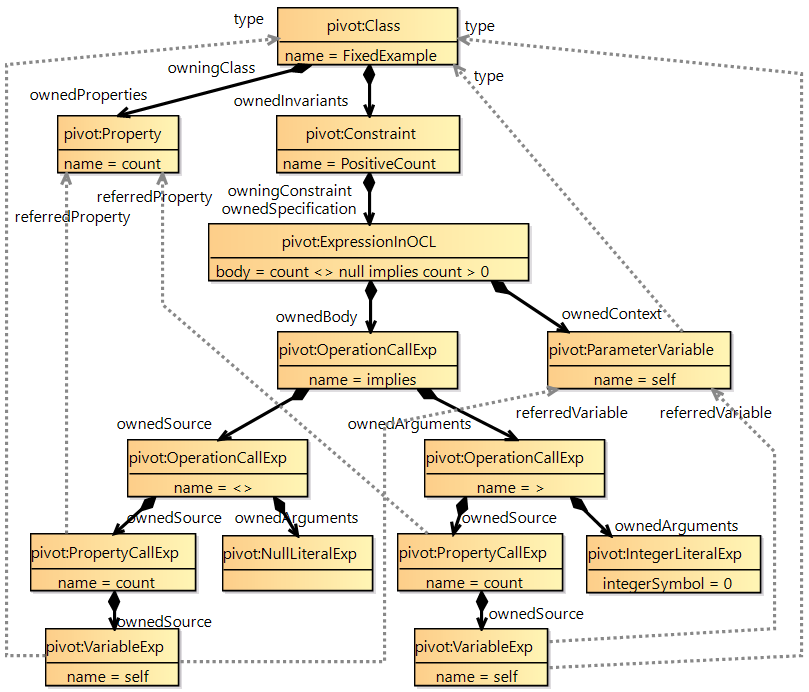 type
pivot:Class
type
name = FixedExample
owningClass
type
ownedProperties
ownedInvariants
pivot:Property
name = count
pivot:Constraint
name = PositiveCount
referredProperty
referredProperty
owningConstraint
ownedSpecification
pivot:ExpressionInOCL
body = count <> null implies count > 0
ownedBody
ownedContext
pivot:OperationCallExp
name = implies
pivot:ParameterVariable
name = self
ownedSource
ownedArguments
referredVariable
referredVariable
pivot:OperationCallExp
name = <>
pivot:OperationCallExp
name = >
ownedSource
ownedArguments
ownedSource
ownedArguments
pivot:PropertyCallExp
name = count
pivot:NullLiteralExp
pivot:PropertyCallExp
name = count
pivot:IntegerLiteralExp
integerSymbol = 0
ownedSource
ownedSource
pivot:VariableExp
name = self
pivot:VariableExp
name = self